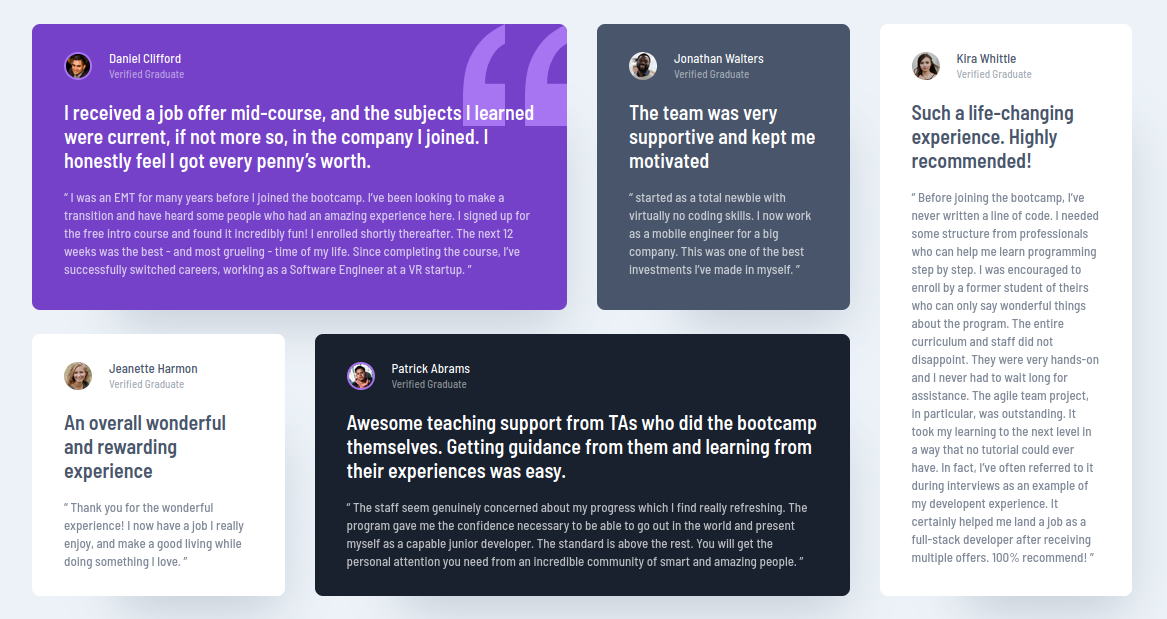 Daniel Clifford
Verified Graduate
I received a job offer mid-course, and the subjects I learned
were current, if not more so, in the company I joined. I
honestly feel I got every penny’s worth.
“ I was an EMT for many years before I joined the bootcamp. I’ve been looking to make a
transition and have heard some people who had an amazing experience here. I signed up for
the free intro course and found it incredibly fun! I enrolled shortly thereafter. The next 12
weeks was the best - and most grueling - time of my life. Since completing the course, I’ve
successfully switched careers, working as a Software Engineer at a VR startup. ”
Jonathan Walters
Verified Graduate
The team was very
supportive and kept me
motivated
“ started as a total newbie with
virtually no coding skills. I now work
as a mobile engineer for a big
company. This was one of the best
investments I’ve made in myself. ”
Kira Whittle
Verified Graduate
Such a life-changing
experience. Highly
recommended!
“ Before joining the bootcamp, I’ve
never written a line of code. I needed
some structure from professionals
who can help me learn programming
step by step. I was encouraged to
enroll by a former student of theirs
who can only say wonderful things
about the program. The entire
curriculum and staff did not
disappoint. They were very hands-on
and I never had to wait long for
assistance. The agile team project,
in particular, was outstanding. It
took my learning to the next level in
a way that no tutorial could ever
have. In fact, I’ve often referred to it
during interviews as an example of
my developent experience. It
certainly helped me land a job as a
full-stack developer after receiving
multiple offers. 100% recommend! ”
Jeanette Harmon
Verified Graduate
An overall wonderful
and rewarding
experience
“ Thank you for the wonderful
experience! I now have a job I really
enjoy, and make a good living while
doing something I love. ”
Patrick Abrams
Verified Graduate
Awesome teaching support from TAs who did the bootcamp
themselves. Getting guidance from them and learning from
their experiences was easy.
“ The staff seem genuinely concerned about my progress which I find really refreshing. The
program gave me the confidence necessary to be able to go out in the world and present
myself as a capable junior developer. The standard is above the rest. You will get the
personal attention you need from an incredible community of smart and amazing people. ”